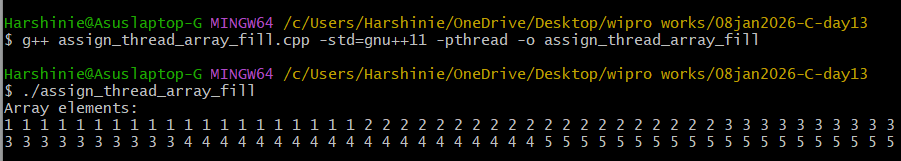 Harshinie@Asuslaptop-G MINGW64 /c/Users/Harshinie/OneDrive/Desktop/wipro works/08jan2026-C-day13
$ g++ assign_thread_array_fill.cpp -std=gnu++11 -pthread -o assign_thread_array_fill
Harshinie@Asuslaptop-G MINGW64 /c/Users/Harshinie/OneDrive/Desktop/wipro works/08jan2026-C-day13
$ ./assign_thread_array_fill
Array elements:
1 1 1 1 1 1 1 1 1 1 1 1 1 1 1 1 1 1 1 1 2 2 2 2 2 2 2 2 2 2 2 2 2 2 2 2 2 2 2 2 3 3 3 3 3 3 3 3 3 3
3 3 3 3 3 3 3 3 3 3 4 4 4 4 4 4 4 4 4 4 4 4 4 4 4 4 4 4 4 4 5 5 5 5 5 5 5 5 5 5 5 5 5 5 5 5 5 5 5 5